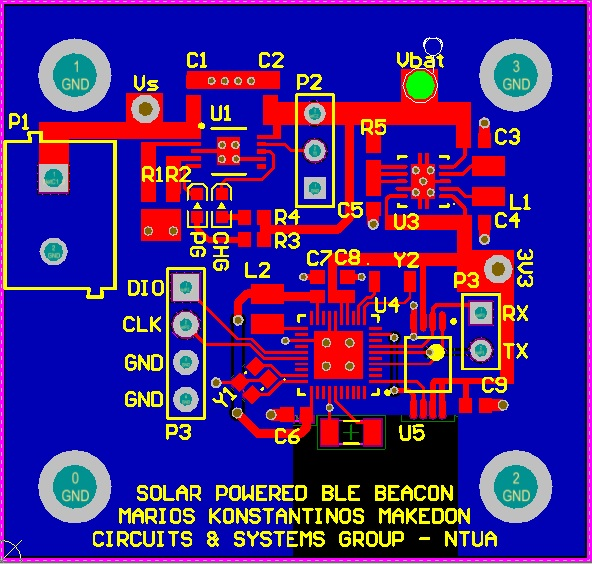 1
GND
3
GND
C1
C2
Vs
P2
Vbat
P1
U1
R5
C3
R1R2
L1
C5
U3
C4
R4
R3
PG
CHG
3V3
C7C8
Y2
L2
P3
DIO
U4
RX
CLK
TX
GND
GND
Y1
C9
P3
C6
U5
0
GND
2
GND
SOLAR POWERED BLE BEACON
MARIOS KONSTANTINOS MAKEDON
CIRCUITS & SYSTEMS GROUP - NTUA